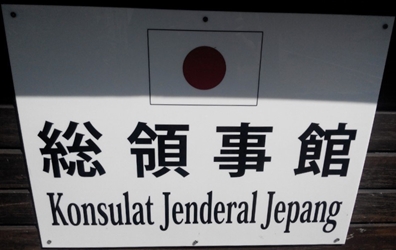 総領事館
Konsulat Jenderal Jepang